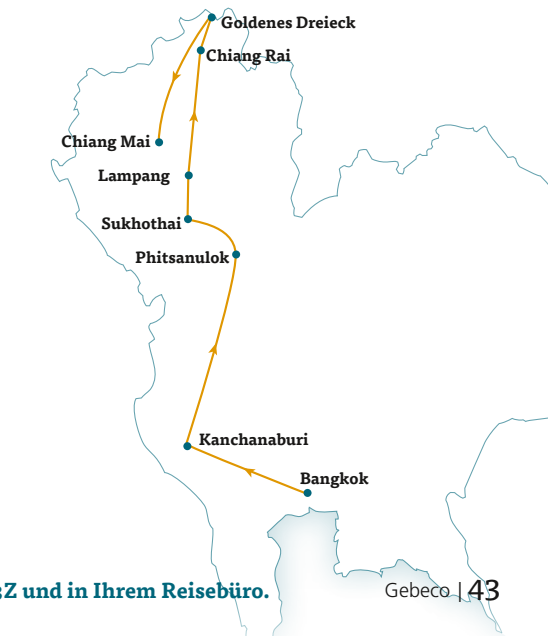 Goldenes Dreieck
Chiang Rai
Chiang Mai
Lampang
Sukhothai
Phitsanulok
Kanchanaburi
Bangkok
Z und in Ihrem Reisebüro.
Gebeco | 43